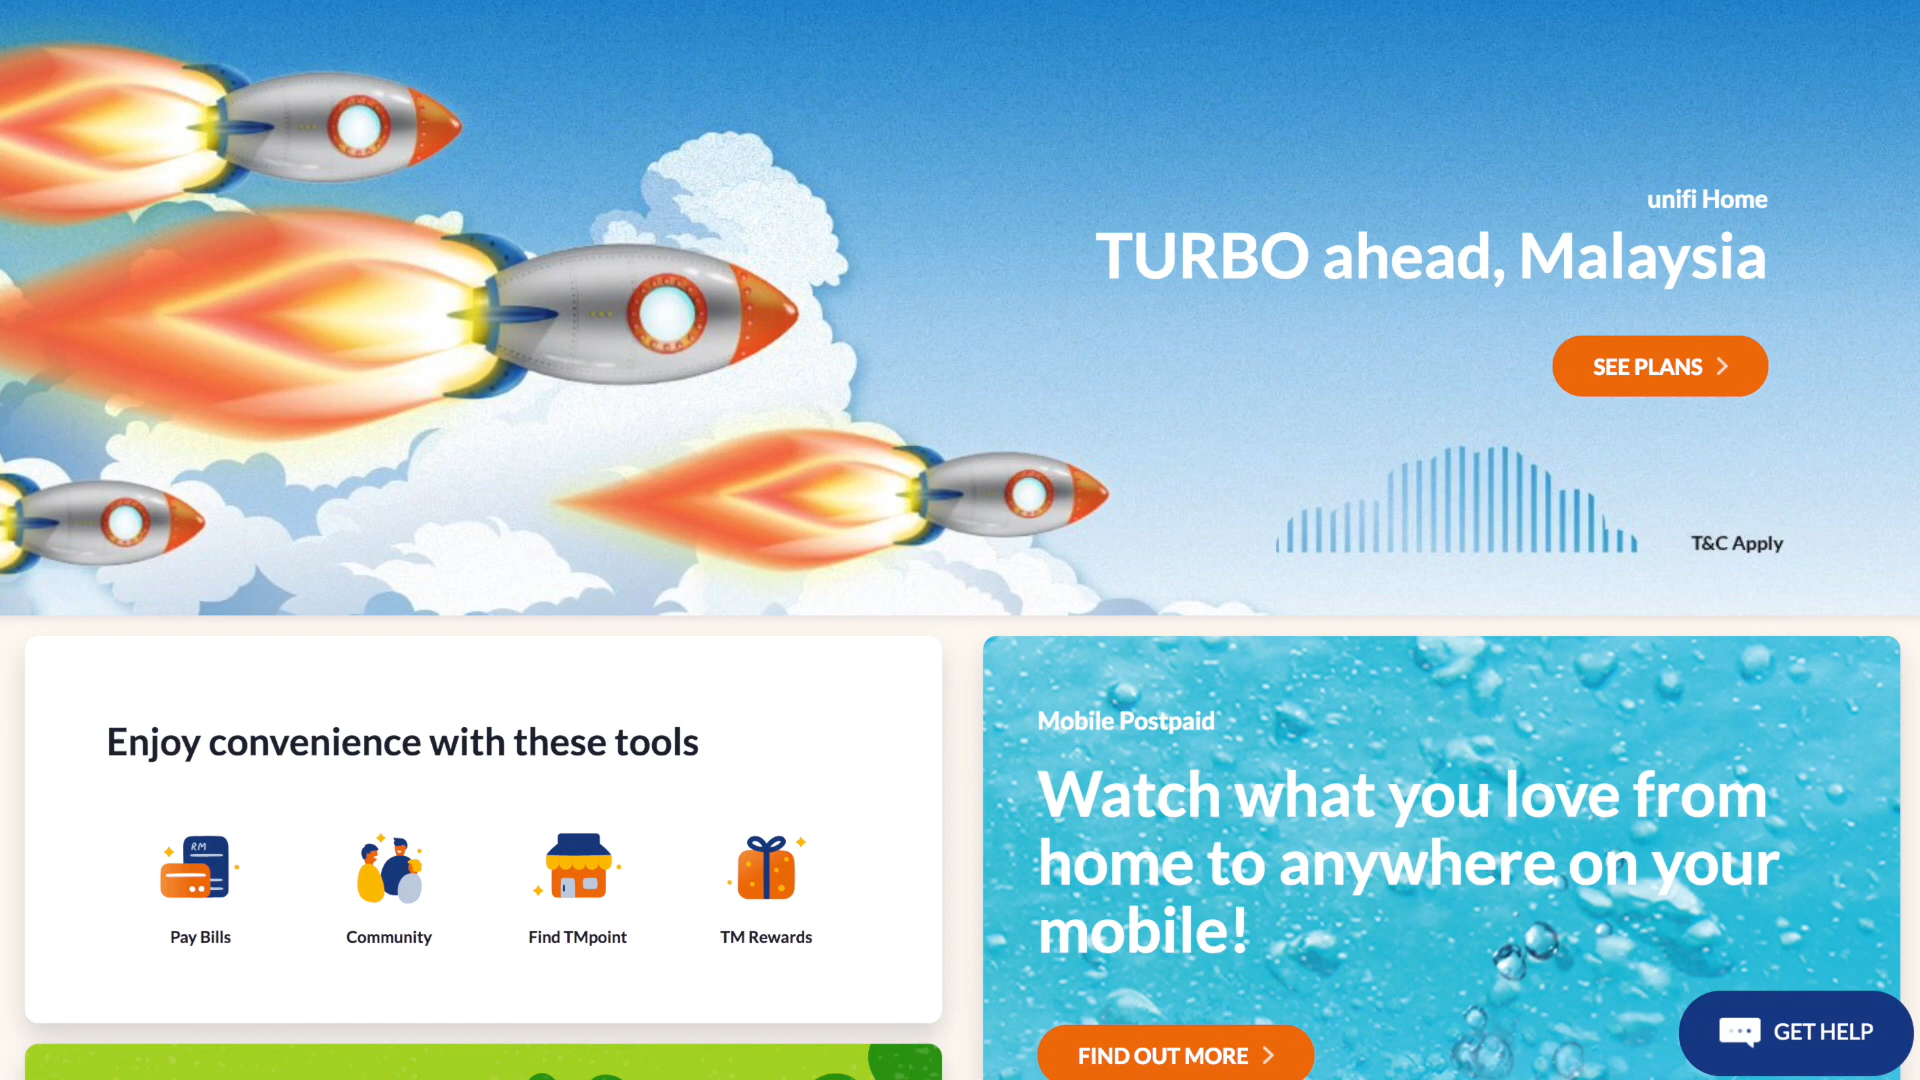 unifi Home
TURBO ahead, Malaysia
SEE PLANS
T&C Apply
Enjoy convenience with these tools
RM
Pay Bills
Community
Find TMpoint
TM Rewards
Mobile Postpaid
Watch what you love from
home to anywhere on your
mobile!
FIND OUT MORE
GET HELP